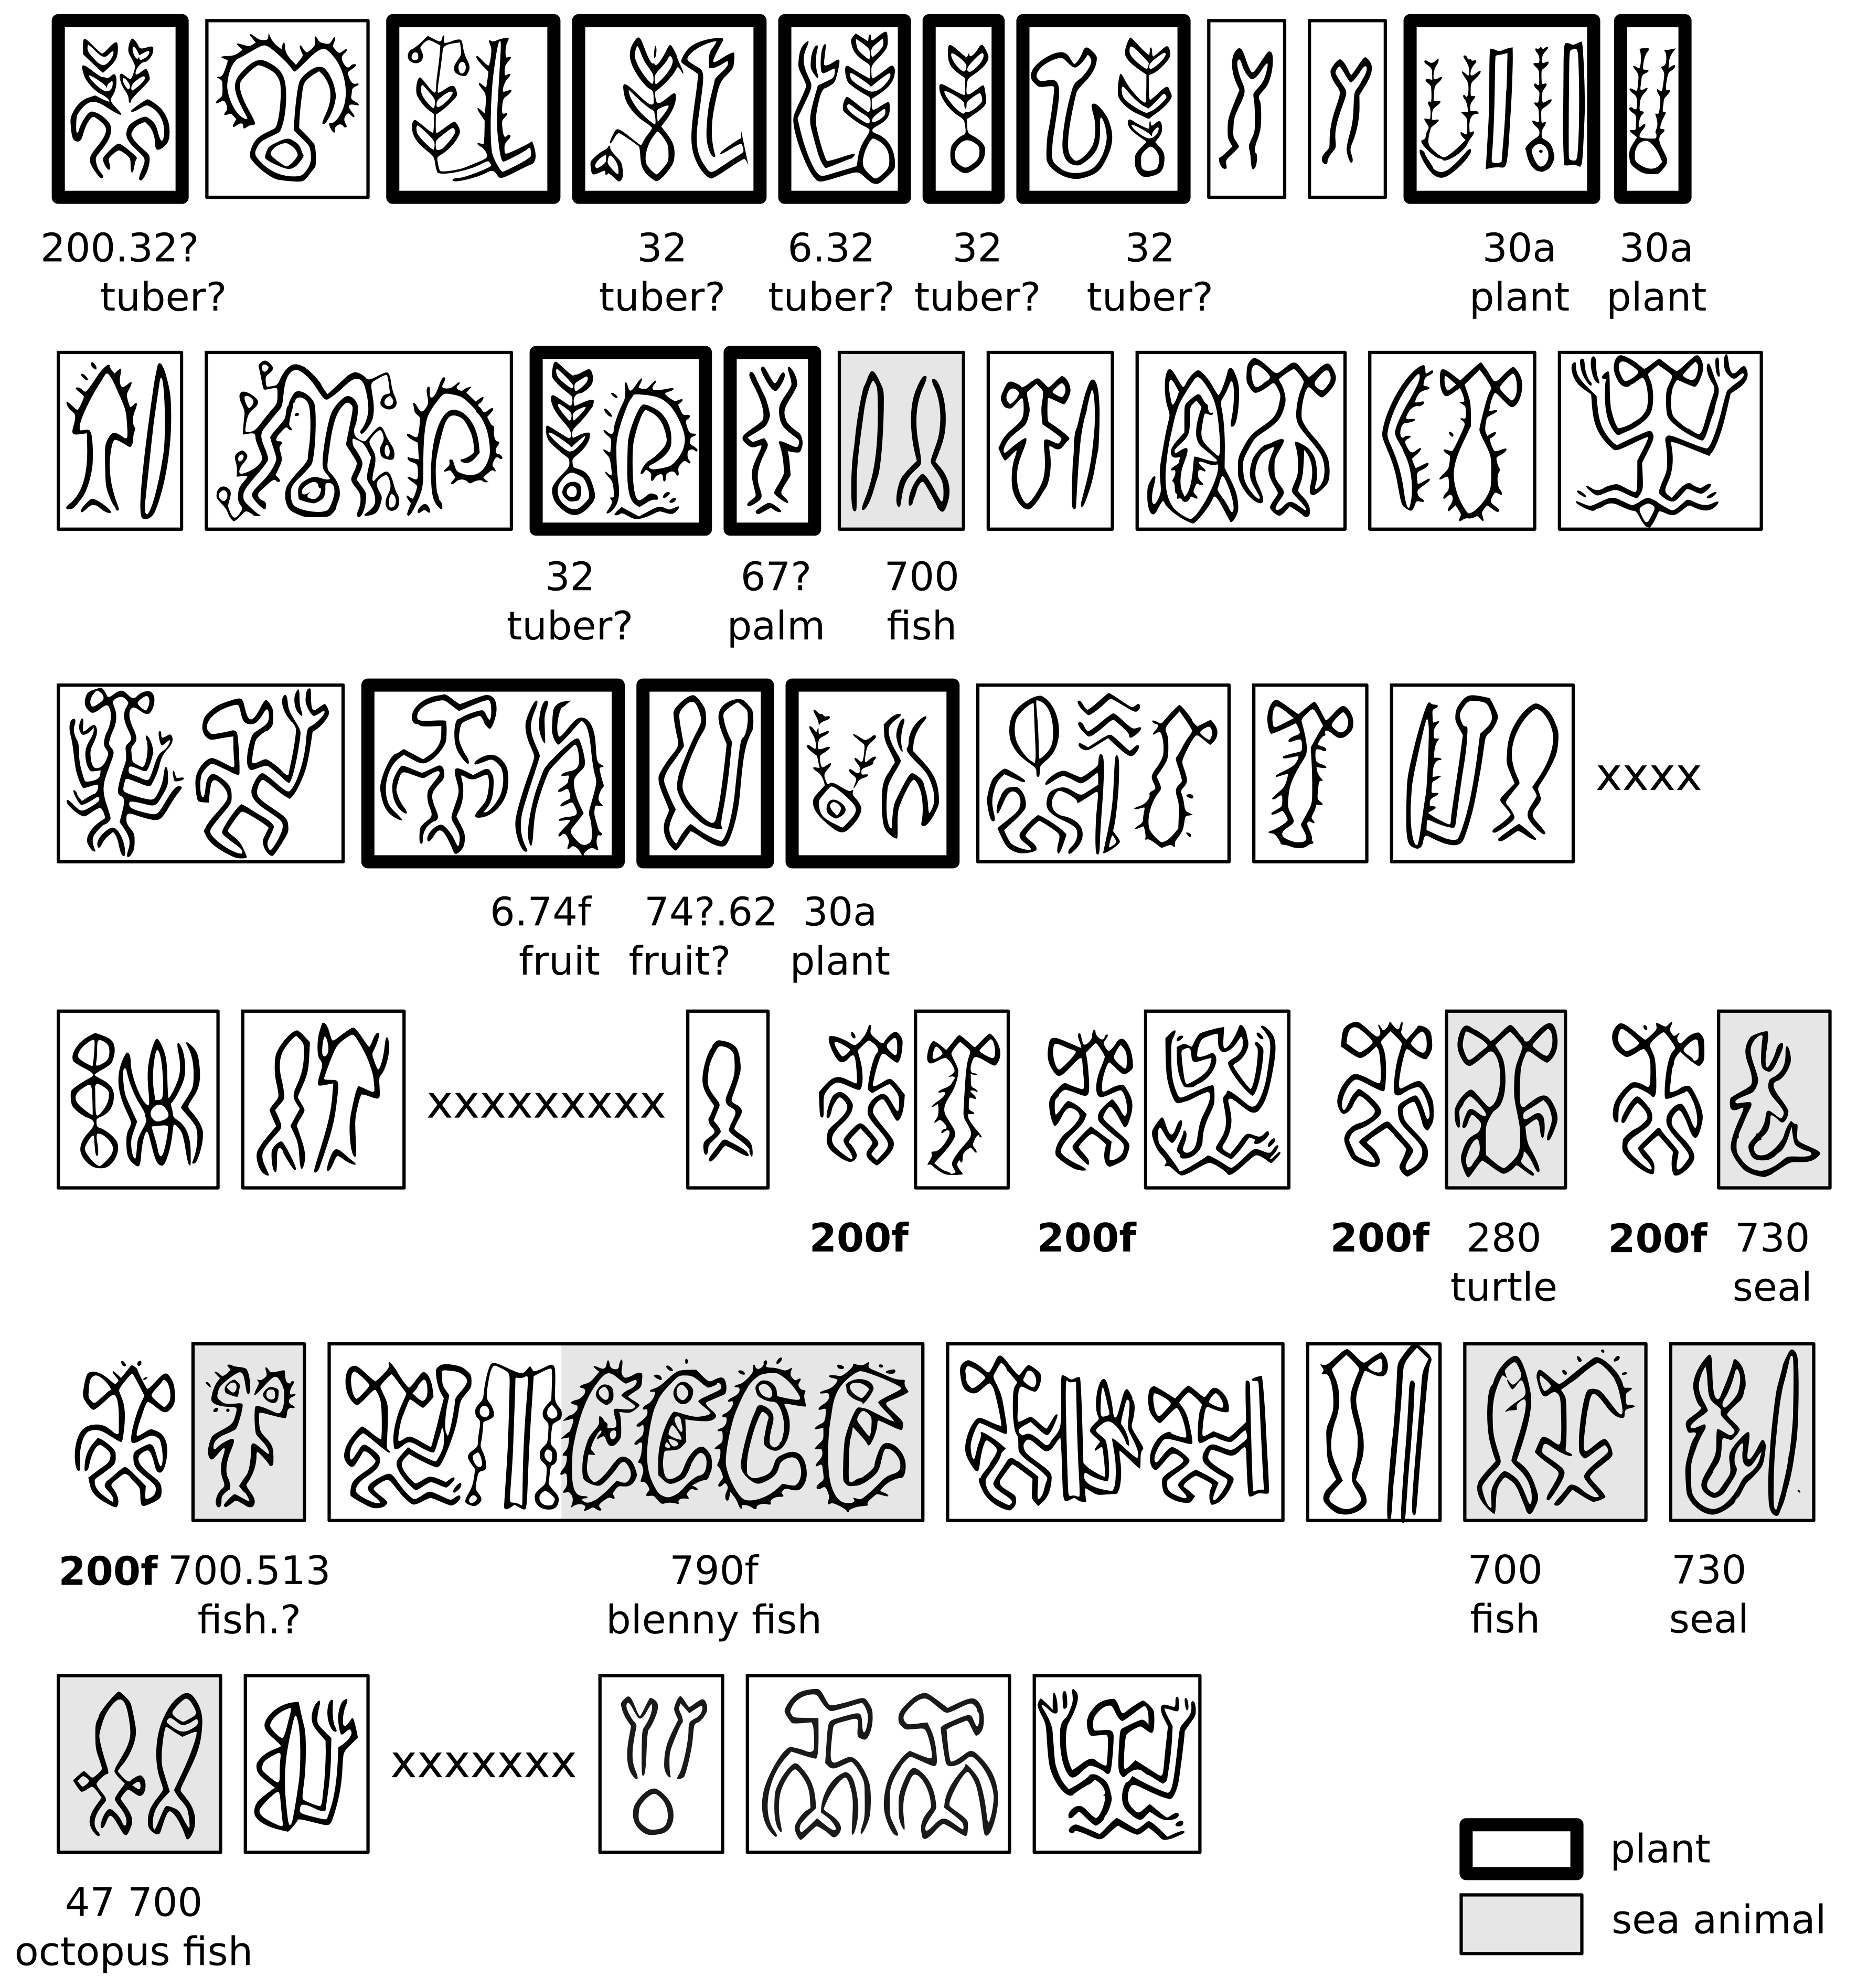 200.32? 32 6.32 32 32 30a 30a
tuber? tuber? tuber? tuber? tuber? plant plant
32 67? 700
tuber? palm fish
xxxx
6.74f 74?.62 30a
fruit fruit? plant
xxxxxxxxx
200f 200f 200f 280 200f 730
turtle seal
200f 700.513 790f 700 730
fish.? blenny fish fish seal
xxxxxxx
plant
47 700 sea animal
octopus fish